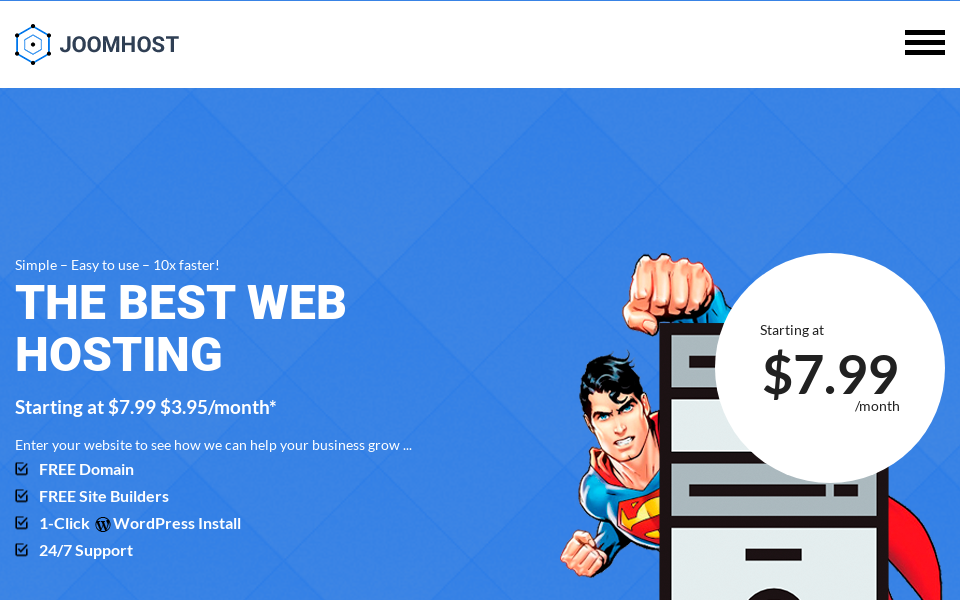 JOOMHOST
Simple – Easy to use – 10x faster!
THE BEST WEB
HOSTING
Starting at $7.99 $3.95/month*
Enter your website to see how we can help your business grow ...
FREE Domain
FREE Site Builders
1-Click WordPress Install
24/7 Support
Starting at
$7.99
/month